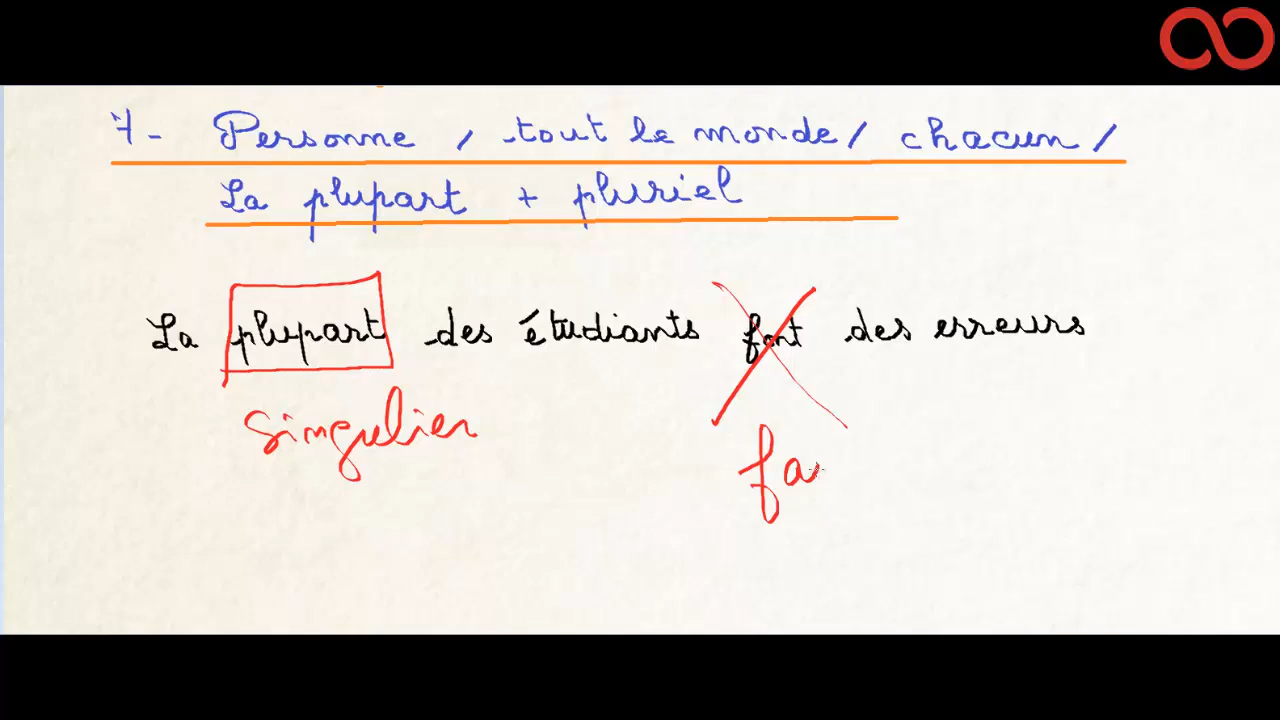 7- Personne / tout le monde / chacun /
La plupart + pluriel
La plupart des étudiants font des erreurs
singulier
fa